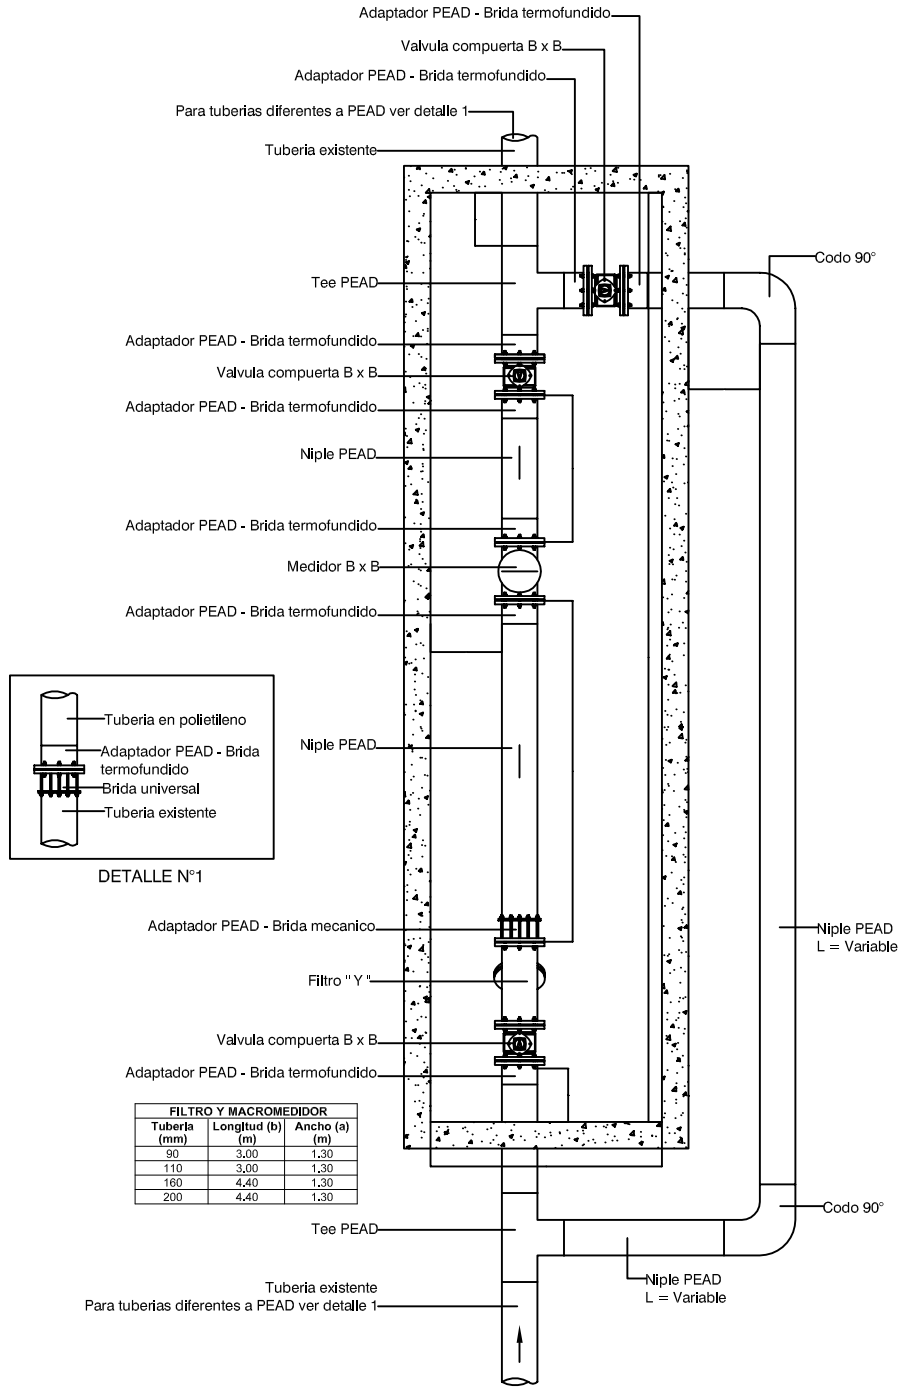 Adaptador PEAD - Brida termofundido
Valvula compuerta B x B
Adaptador PEAD - Brida termofundido
Para tuberias diferentes a PEAD ver detalle 1
Tuberia existente
Codo 90°
Tee PEAD
Adaptador PEAD - Brida termofundido
Valvula compuerta B x B
Adaptador PEAD - Brida termofundido
Niple PEAD
Adaptador PEAD - Brida termofundido
Medidor B x B
Adaptador PEAD - Brida termofundido
Niple PEAD
Tuberia en polietileno
Adaptador PEAD - Brida
termofundido
Brida universal
Tuberia existente
DETALLE N°1
Adaptador PEAD - Brida mecanico
Niple PEAD
L = Variable
Filtro " Y "
Valvula compuerta B x B
Adaptador PEAD - Brida termofundido
FILTRO Y MACROMEDIDOR
Tubería (mm) Longitud (b) (m) Ancho (a) (m)
90 3.00 1.30
110 3.00 1.30
160 4.40 1.30
200 4.40 1.30
Codo 90°
Tee PEAD
Niple PEAD
L = Variable
Tuberia existente
Para tuberias diferentes a PEAD ver detalle 1